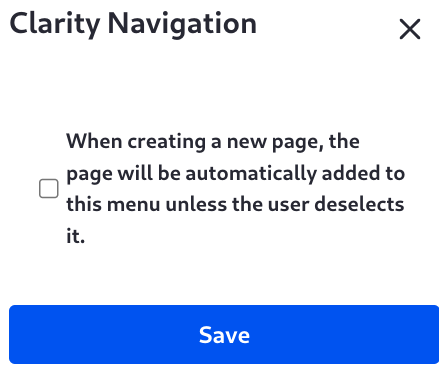 Clarity Navigation
When creating a new page, the
page will be automatically added to
this menu unless the user deselects
it.
Save